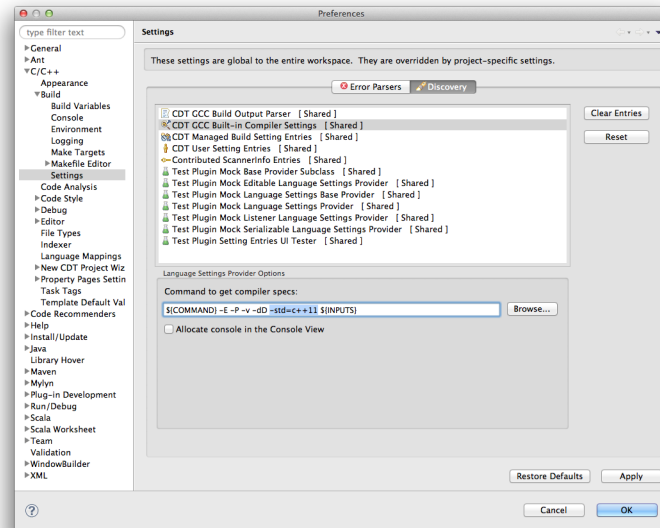 Preferences
type filter text
Settings
General
Ant
C/C++
Appearance
Build
Build Variables
Console
Environment
Logging
Make Targets
Makefile Editor
Settings
Code Analysis
Code Style
Debug
Editor
File Types
Indexer
Language Mappings
New CDT Project Wiz
Property Pages Settin
Task Tags
Template Default Val
Code Recommenders
Help
Install/Update
Java
Library Hover
Maven
Mylyn
Plug-in Development
Run/Debug
Scala
Scala Worksheet
Team
Validation
WindowBuilder
XML
These settings are global to the entire workspace. They are overridden by project-specific settings.
Error Parsers Discovery
CDT GCC Build Output Parser [ Shared ]
CDT GCC Built-in Compiler Settings [ Shared ]
CDT Managed Build Setting Entries [ Shared ]
CDT User Setting Entries [ Shared ]
Contributed ScannerInfo Entries [ Shared ]
Test Plugin Mock Base Provider Subclass [ Shared ]
Test Plugin Mock Editable Language Settings Provider [ Shared ]
Test Plugin Mock Language Settings Base Provider [ Shared ]
Test Plugin Mock Language Settings Provider [ Shared ]
Test Plugin Mock Listener Language Settings Provider [ Shared ]
Test Plugin Mock Serializable Language Settings Provider [ Shared ]
Test Plugin Setting Entries UI Tester [ Shared ]
Clear Entries
Reset
Language Settings Provider Options
Command to get compiler specs:
${COMMAND} -E -P -v -dD -std=c++11 ${INPUTS}
Browse...
Allocate console in the Console View
Restore Defaults Apply
? Cancel OK